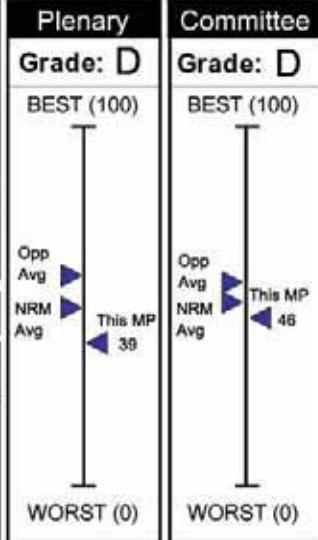 Plenary
Grade: D
BEST (100)
Opp
Avg
NRM
Avg
This MP
39
WORST (0)
Committee
Grade: D
BEST (100)
Opp
Avg
NRM
Avg
This MP
46
WORST (0)